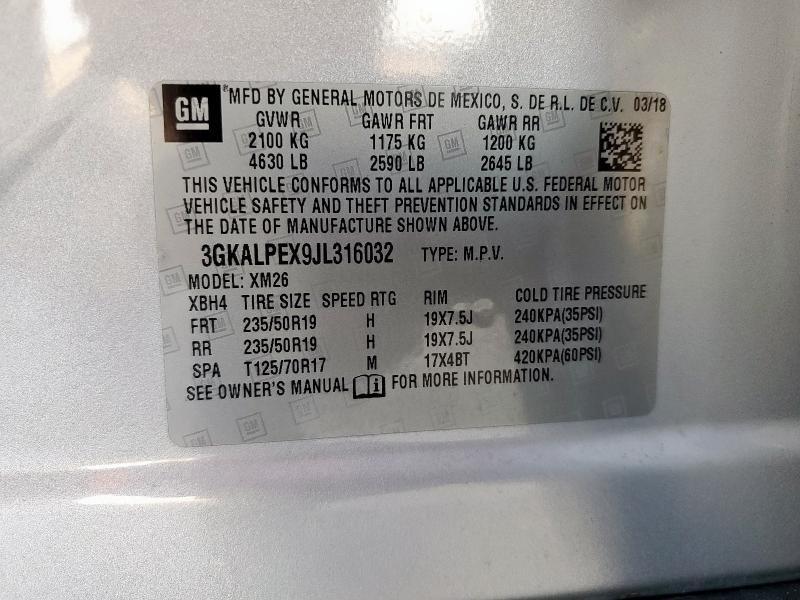 GM
MFD BY GENERAL MOTORS DE MEXICO, S. DE R.L. DE C.V. 03/18
GVWR GAWR FRT GAWR RR
2100 KG 1175 KG 1200 KG
4630 LB 2590 LB 2645 LB
THIS VEHICLE CONFORMS TO ALL APPLICABLE U.S. FEDERAL MOTOR
VEHICLE SAFETY AND THEFT PREVENTION STANDARDS IN EFFECT ON
THE DATE OF MANUFACTURE SHOWN ABOVE.
3GKALPEX9JL316032 TYPE: M.P.V.
MODEL: XM26
XBH4 TIRE SIZE SPEED RTG RIM COLD TIRE PRESSURE
FRT 235/50R19 H 19X7.5J 240KPA(35PSI)
RR 235/50R19 H 19X7.5J 240KPA(35PSI)
SPA T125/70R17 M 17X4BT 420KPA(60PSI)
SEE OWNER'S MANUAL FOR MORE INFORMATION.